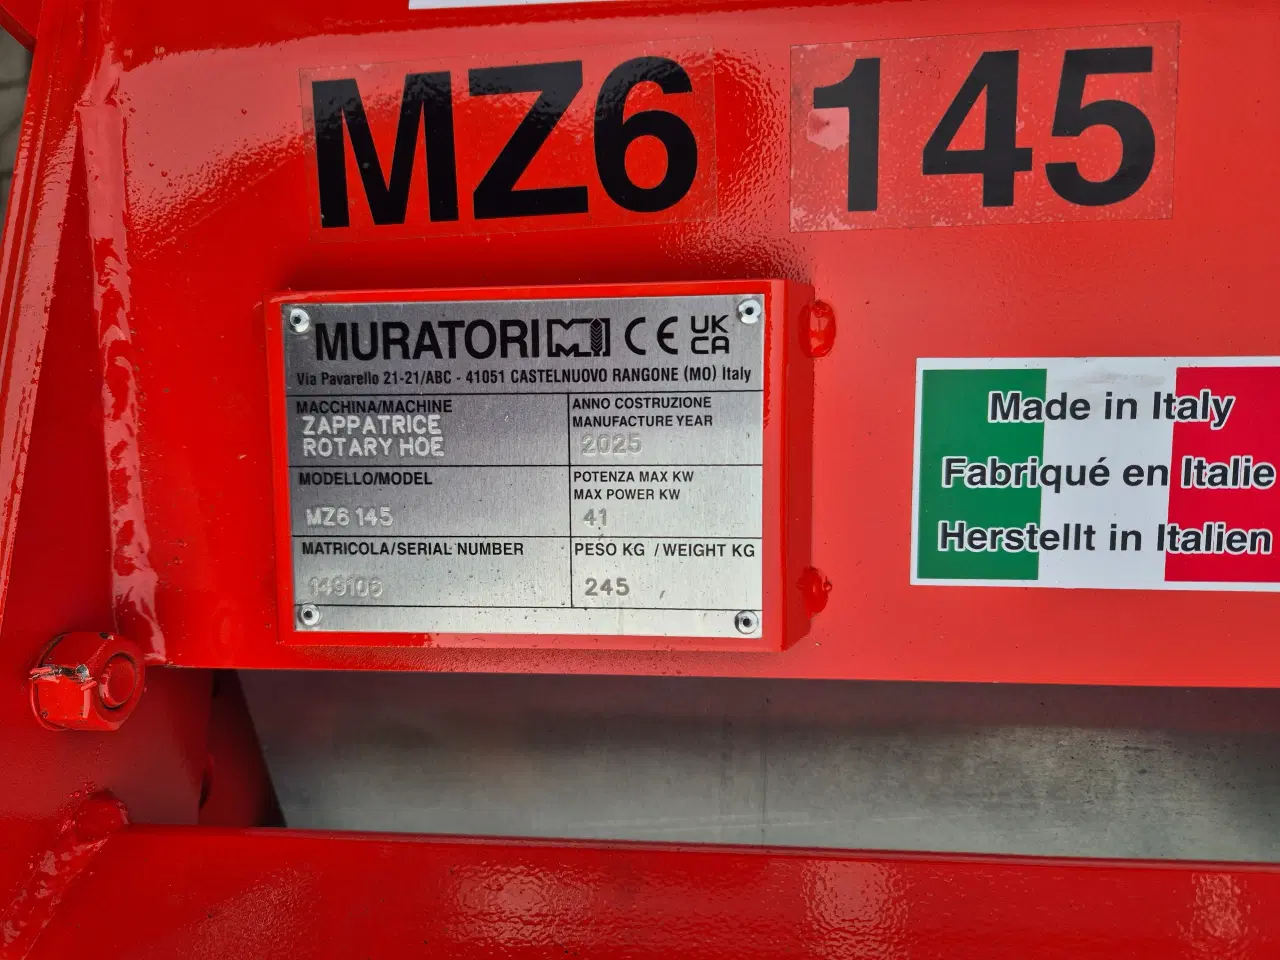 MZ6 145
MURATORI CE UK CA
Via Pavarello 21-21/ABC - 41051 CASTELNUOVO RANGONE (MO) Italy
MACCHINA/MACHINE
ZAPPATRICE
ROTARY HOE
ANNO COSTRUZIONE
MANUFACTURE YEAR
2025
MODELLO/MODEL
MZ6 145
POTENZA MAX KW
MAX POWER KW
41
MATRICOLA/SERIAL NUMBER
PESO KG / WEIGHT KG
245
Made in Italy
Fabriqué en Italie
Herstellt in Italien